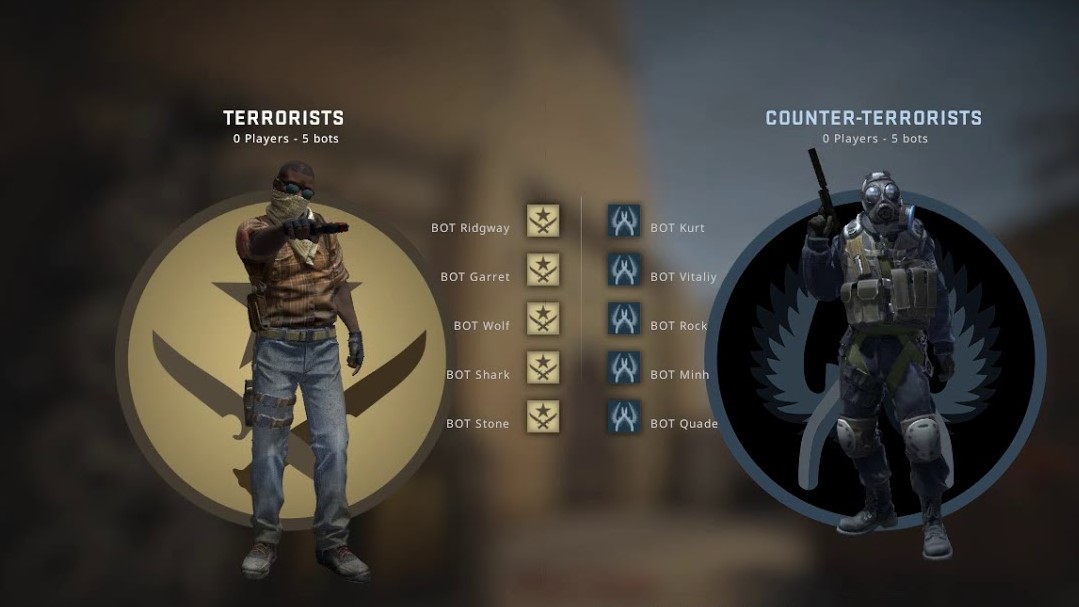 TERRORISTS
0 Players - 5 bots
COUNTER-TERRORISTS
0 Players - 5 bots
BOT Ridgway
BOT Kurt
BOT Garret
BOT Vitaliy
BOT Wolf
BOT Rock
BOT Shark
BOT Minh
BOT Stone
BOT Quade